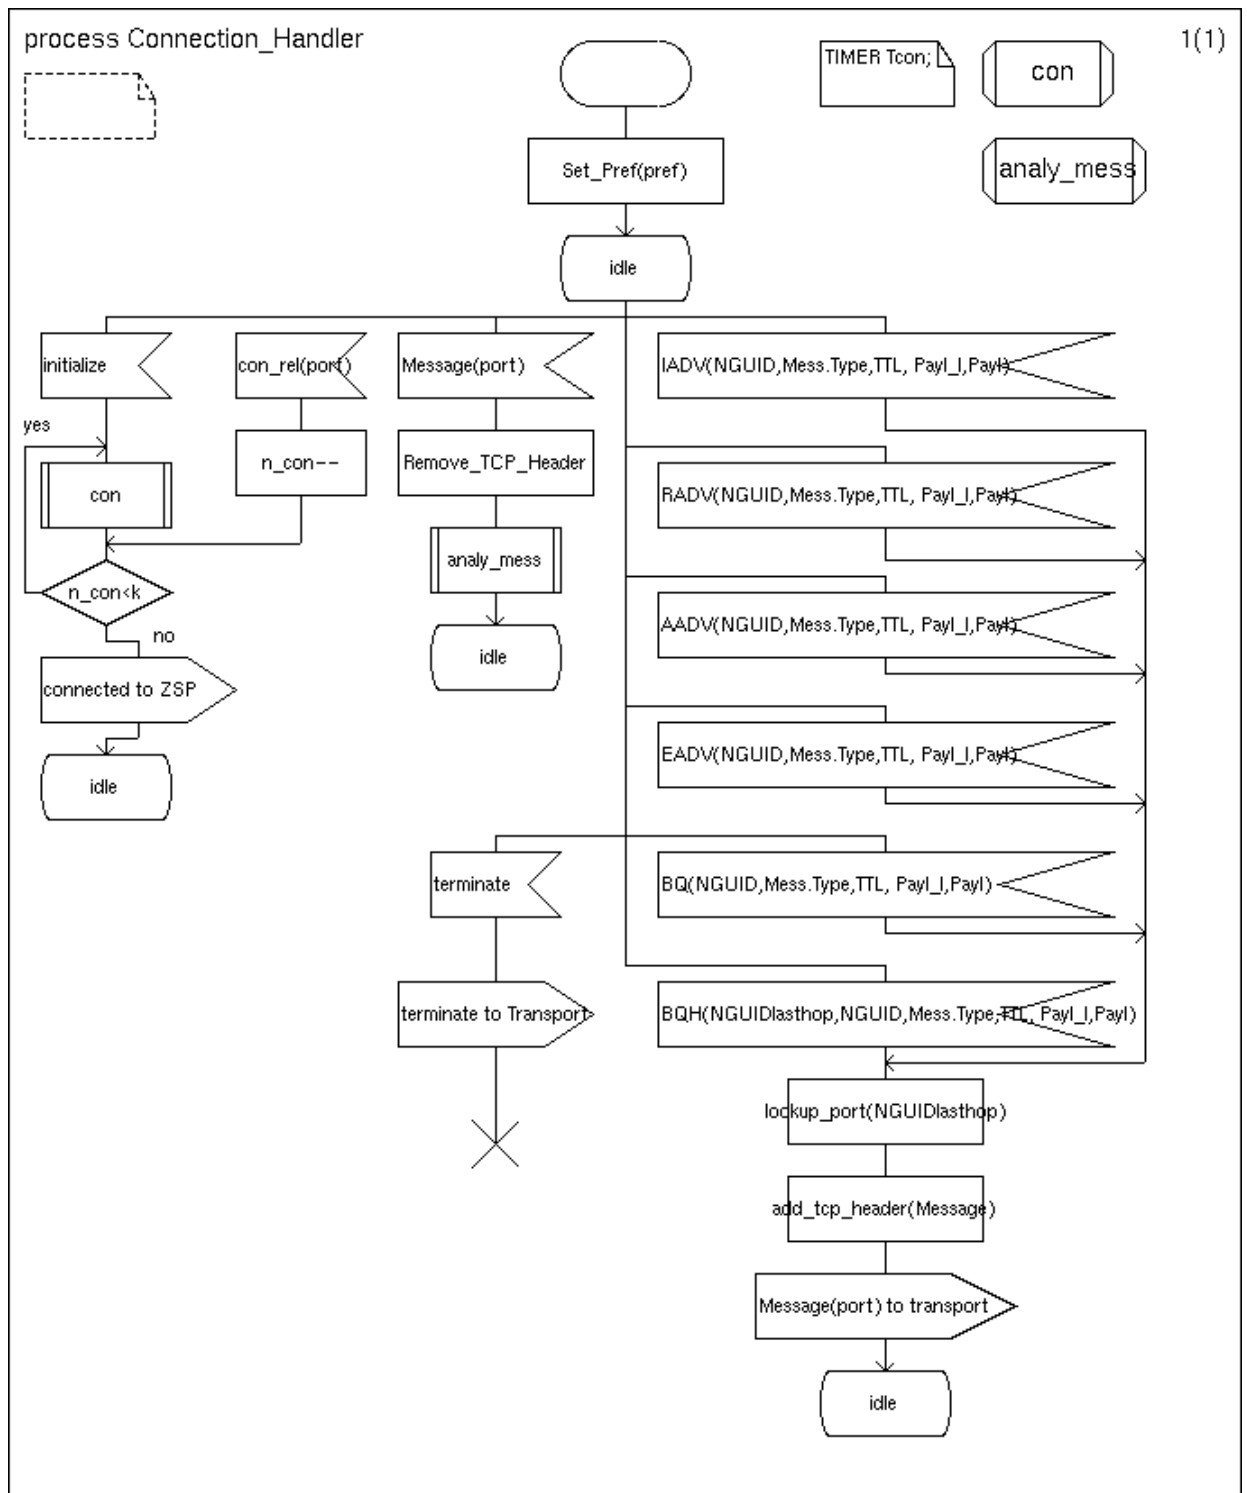 process Connection_Handler
TIMER Tcon;
con
1(1)
Set_Pref(pref)
analy_mess
idle
initialize
con_rel(port)
Message(port)
IADV(NGUID,Mess.Type,TTL, Payl_l,Payl)
yes
con
n_con--
Remove_TCP_Header
RADV(NGUID,Mess.Type,TTL, Payl_l,Payl)
n_con<k
analy_mess
AADV(NGUID,Mess.Type,TTL, Payl_l,Payl)
no
idle
connected to ZSP
EADV(NGUID,Mess.Type,TTL, Payl_l,Payl)
idle
terminate
BQ(NGUID,Mess.Type,TTL, Payl_l,Payl)
terminate to Transport
BQH(NGUIDlasthop,NGUID,Mess.Type,TTL, Payl_l,Payl)
lookup_port(NGUIDlasthop)
add_tcp_header(Message)
Message(port) to transport
idle